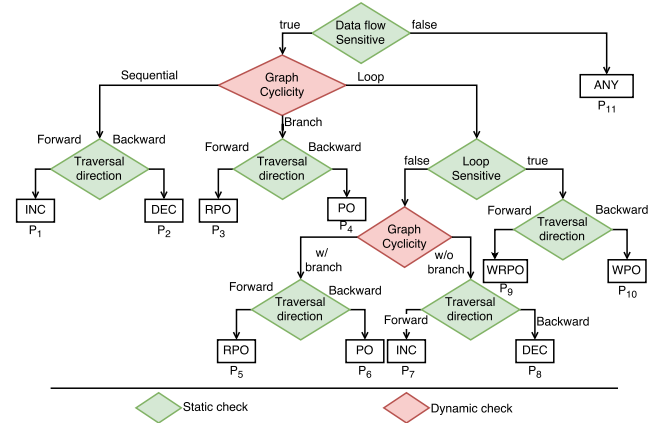 Data flow
Sensitive
true
false
Graph
Cyclicity
ANY
P11
Sequential
Loop
Branch
Forward
Backward
Traversal
direction
Forward
Backward
Traversal
direction
false
Loop
Sensitive
true
INC
P1
DEC
P2
RPO
P3
PO
P4
Graph
Cyclicity
Forward
Backward
Traversal
direction
WRPO
P9
WPO
P10
w/
branch
w/o
branch
Forward
Backward
Traversal
direction
Forward
Backward
Traversal
direction
RPO
P5
PO
P6
INC
P7
DEC
P8
Static check
Dynamic check